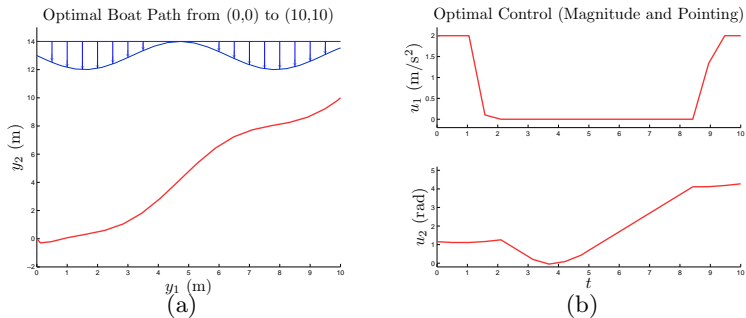 Optimal Boat Path from (0,0) to (10,10)
14
12
10
8
6
4
2
0
−2
y₂ (m)
0 1 2 3 4 5 6 7 8 9 10
y₁ (m)
(a)
Optimal Control (Magnitude and Pointing)
2
1.5
1
0.5
0
u₁ (m/s²)
0 1 2 3 4 5 6 7 8 9 10
5
4
3
2
1
0
u₂ (rad)
0 1 2 3 4 5 6 7 8 9 10
t
(b)